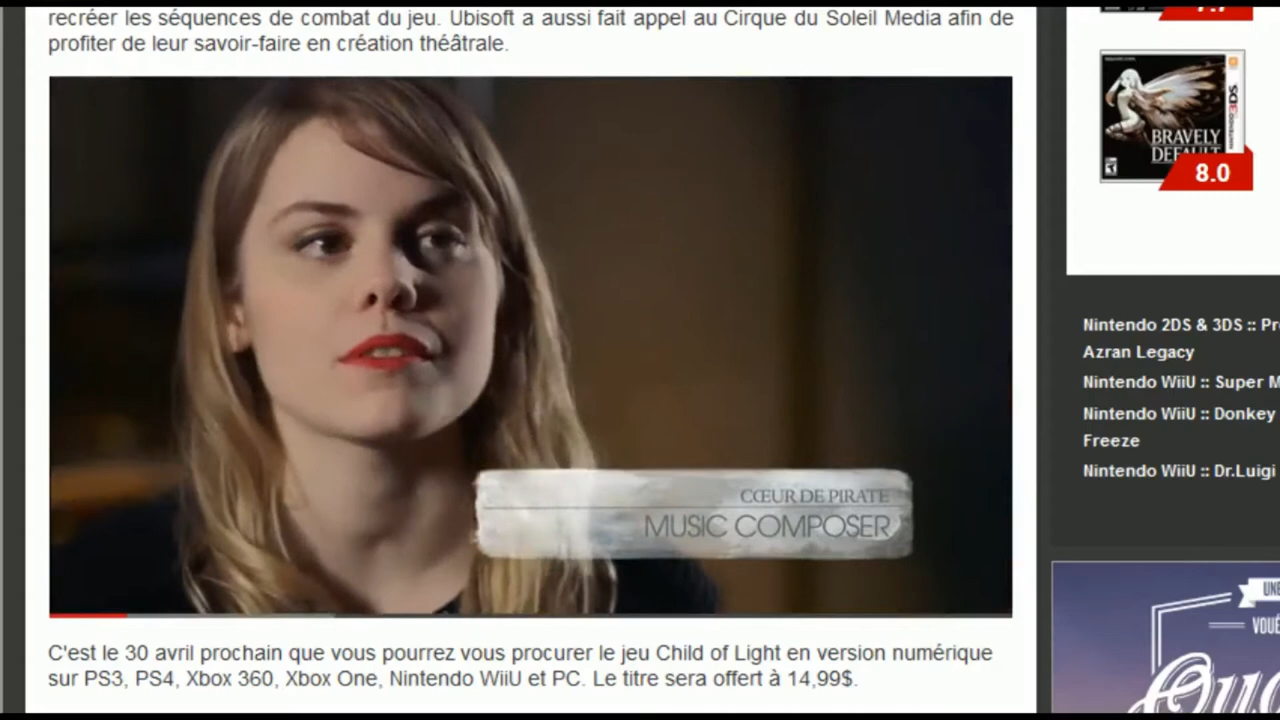 recréer les séquences de combat du jeu. Ubisoft a aussi fait appel au Cirque du Soleil Media afin de
profiter de leur savoir-faire en création théâtrale.
CŒUR DE PIRATE
MUSIC COMPOSER
C'est le 30 avril prochain que vous pourrez vous procurer le jeu Child of Light en version numérique
sur PS3, PS4, Xbox 360, Xbox One, Nintendo WiiU et PC. Le titre sera offert à 14,99$.
NINTENDO 3DS
BRAVELY
DEFAULT
8.0
Nintendo 2DS & 3DS :: Pr
Azran Legacy
Nintendo WiiU :: Super M
Nintendo WiiU :: Donkey
Freeze
Nintendo WiiU :: Dr.Luigi
UNE
VOUÉ